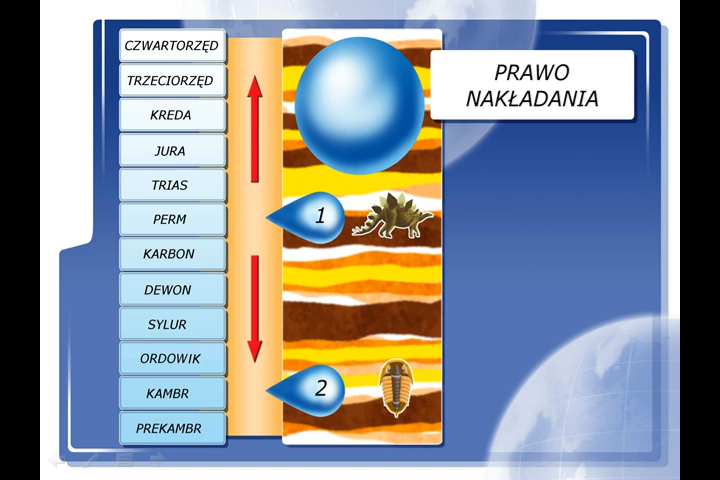 CZWARTORZĘD
TRZECIORZĘD
KREDA
JURA
TRIAS
PERM
KARBON
DEWON
SYLUR
ORDOWIK
KAMBR
PREKAMBR
1
2
PRAWO
NAKŁADANIA